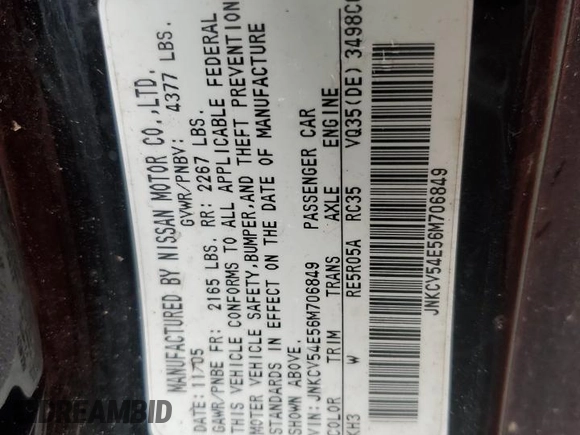 MANUFACTURED BY NISSAN MOTOR CO.,LTD.
DATE: 11/05 GVWR/PNBV: 4377 LBS.
GAWR/PNBE FR: 2165 LBS. RR: 2267 LBS.
THIS VEHICLE CONFORMS TO ALL APPLICABLE FEDERAL
MOTOR VEHICLE SAFETY,BUMPER,AND THEFT PREVENTION
STANDARDS IN EFFECT ON THE DATE OF MANUFACTURE
SHOWN ABOVE.
VIN: JNKCV54E56M706849 PASSENGER CAR
COLOR TRIM TRANS AXLE ENGINE
KH3 W RE5R05A RC35 VQ35(DE) 3498CC
JNKCV54E56M706849
DREAMBID